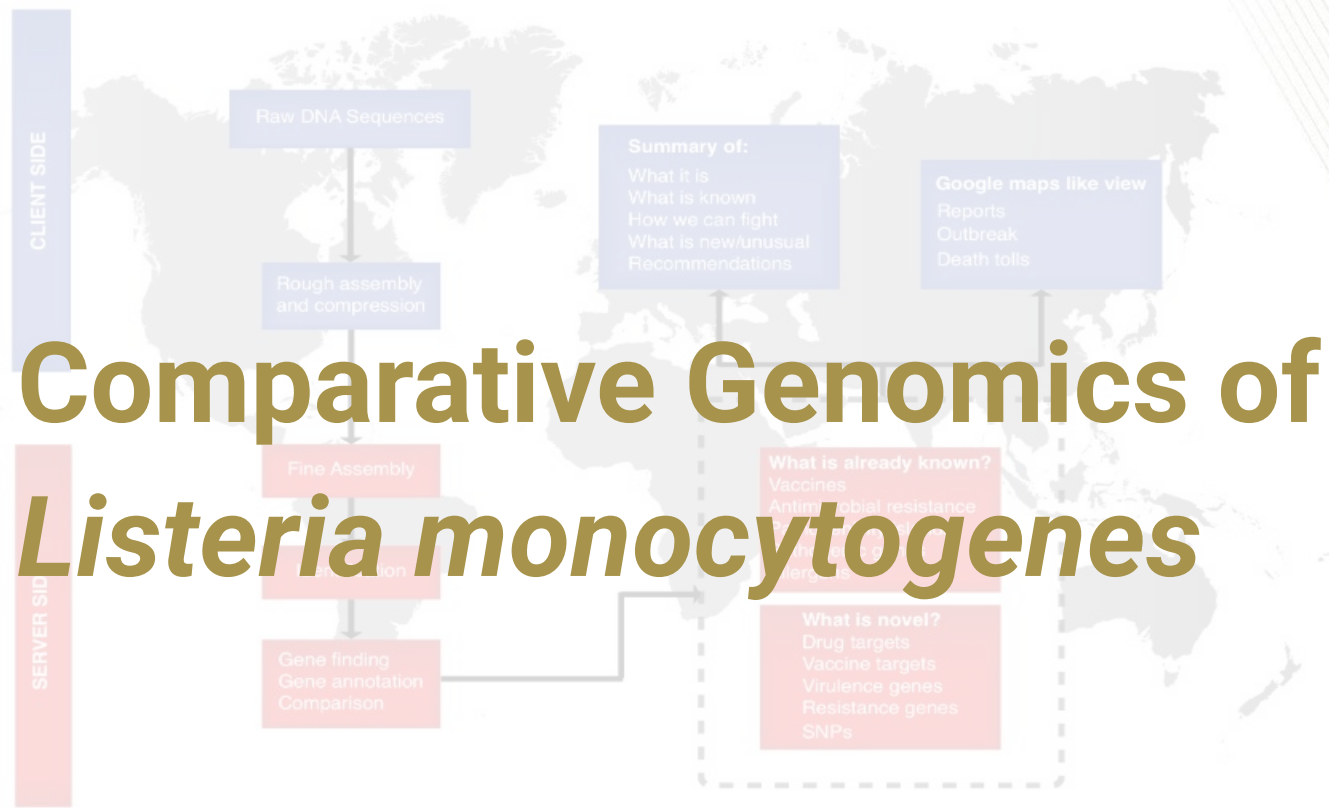 CLIENT SIDE
Raw DNA Sequences
Rough assembly
and compression
Summary of:
What it is
What is known
How we can fight
What is new/unusual
Recommendations
Google maps like view
Reports
Outbreak
Death tolls
Comparative Genomics of
Listeria monocytogenes
SERVER SIDE
Fine Assembly
Gene finding
Gene annotation
Comparison
What is already known?
Vaccines
Antimicrobial resistance
What is novel?
Drug targets
Vaccine targets
Virulence genes
Resistance genes
SNPs